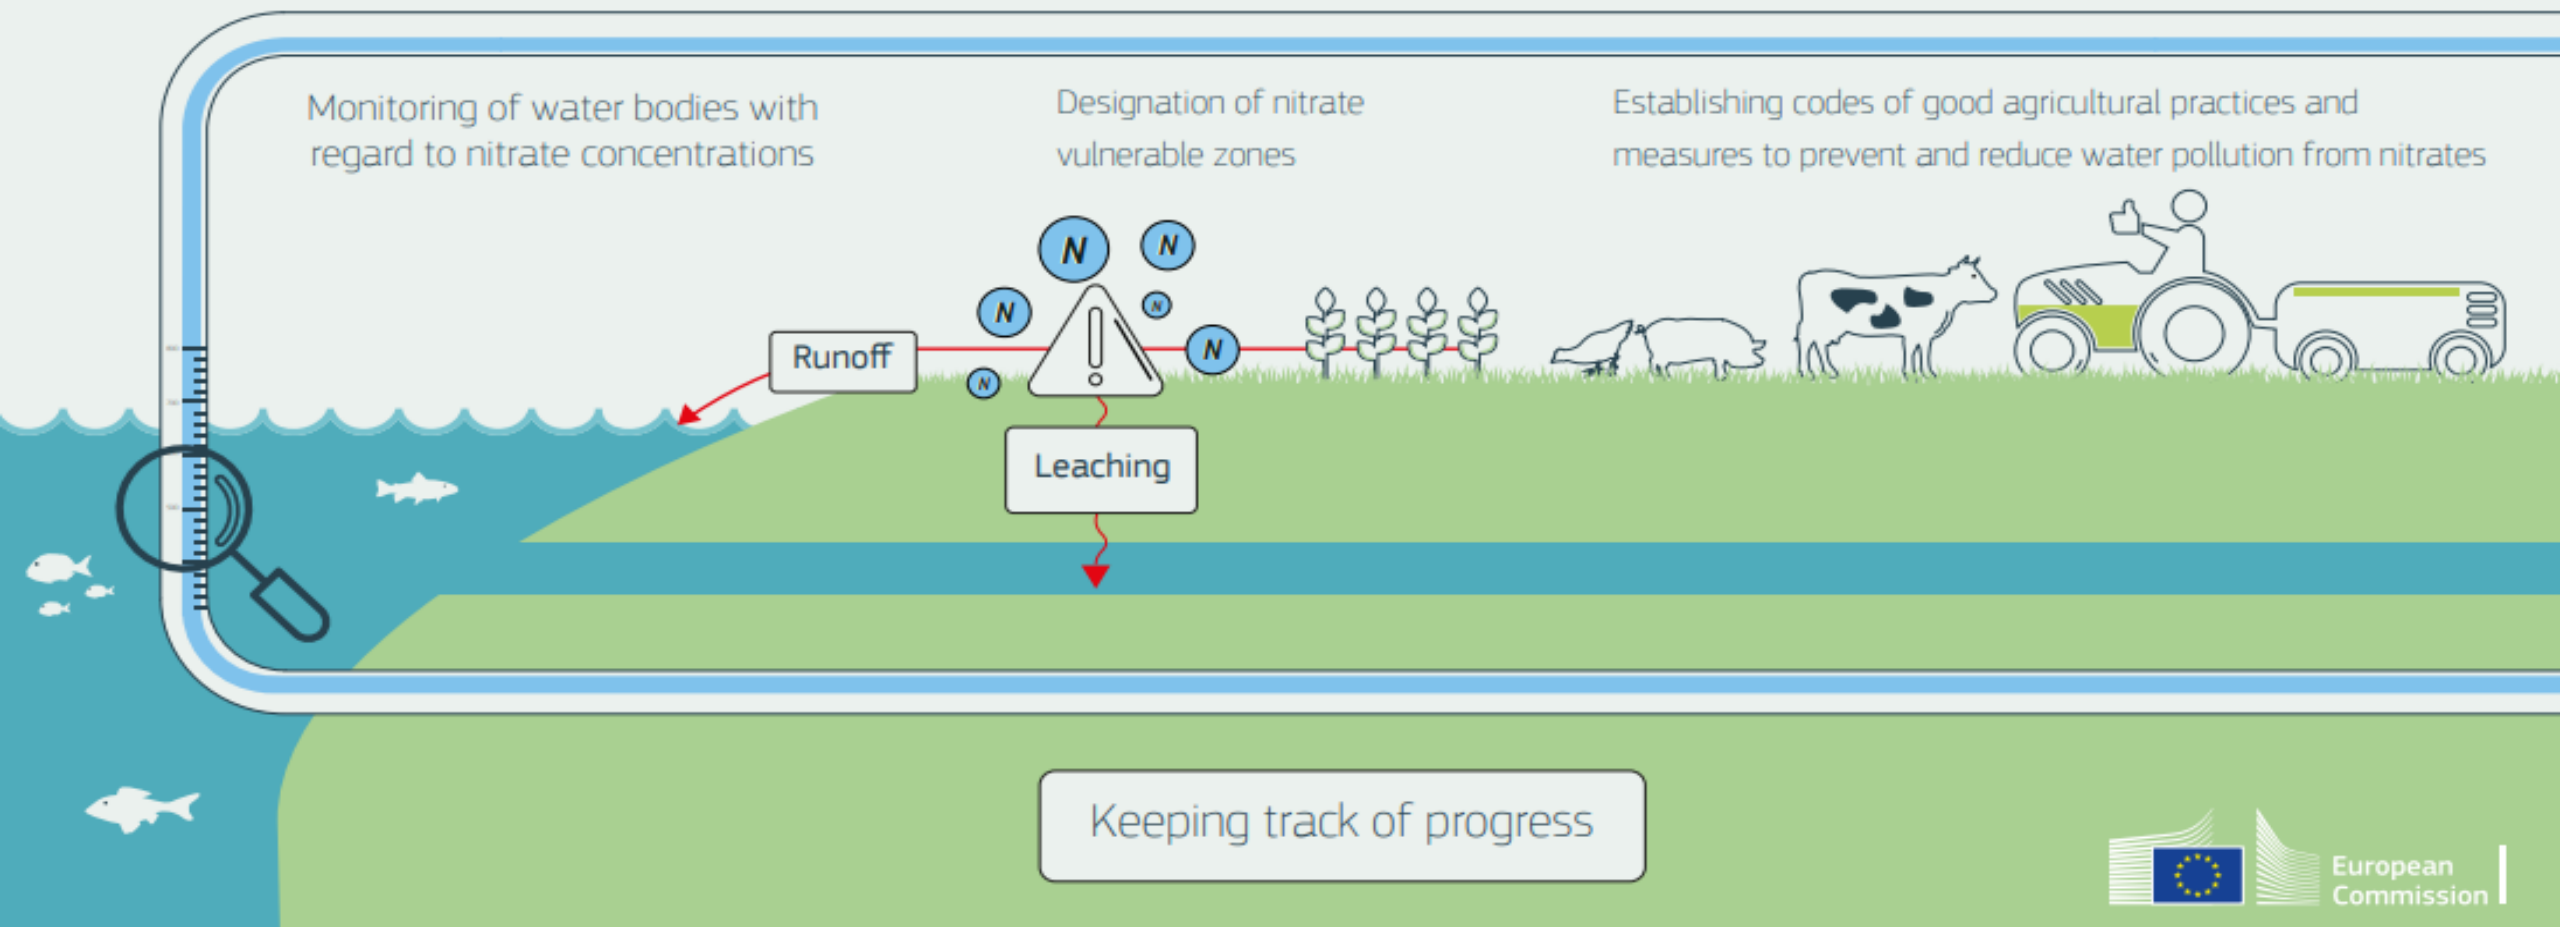 Monitoring of water bodies with
regard to nitrate concentrations
Designation of nitrate
vulnerable zones
Establishing codes of good agricultural practices and
measures to prevent and reduce water pollution from nitrates
N
N
N
N
N
N
Runoff
Leaching
Keeping track of progress
European
Commission